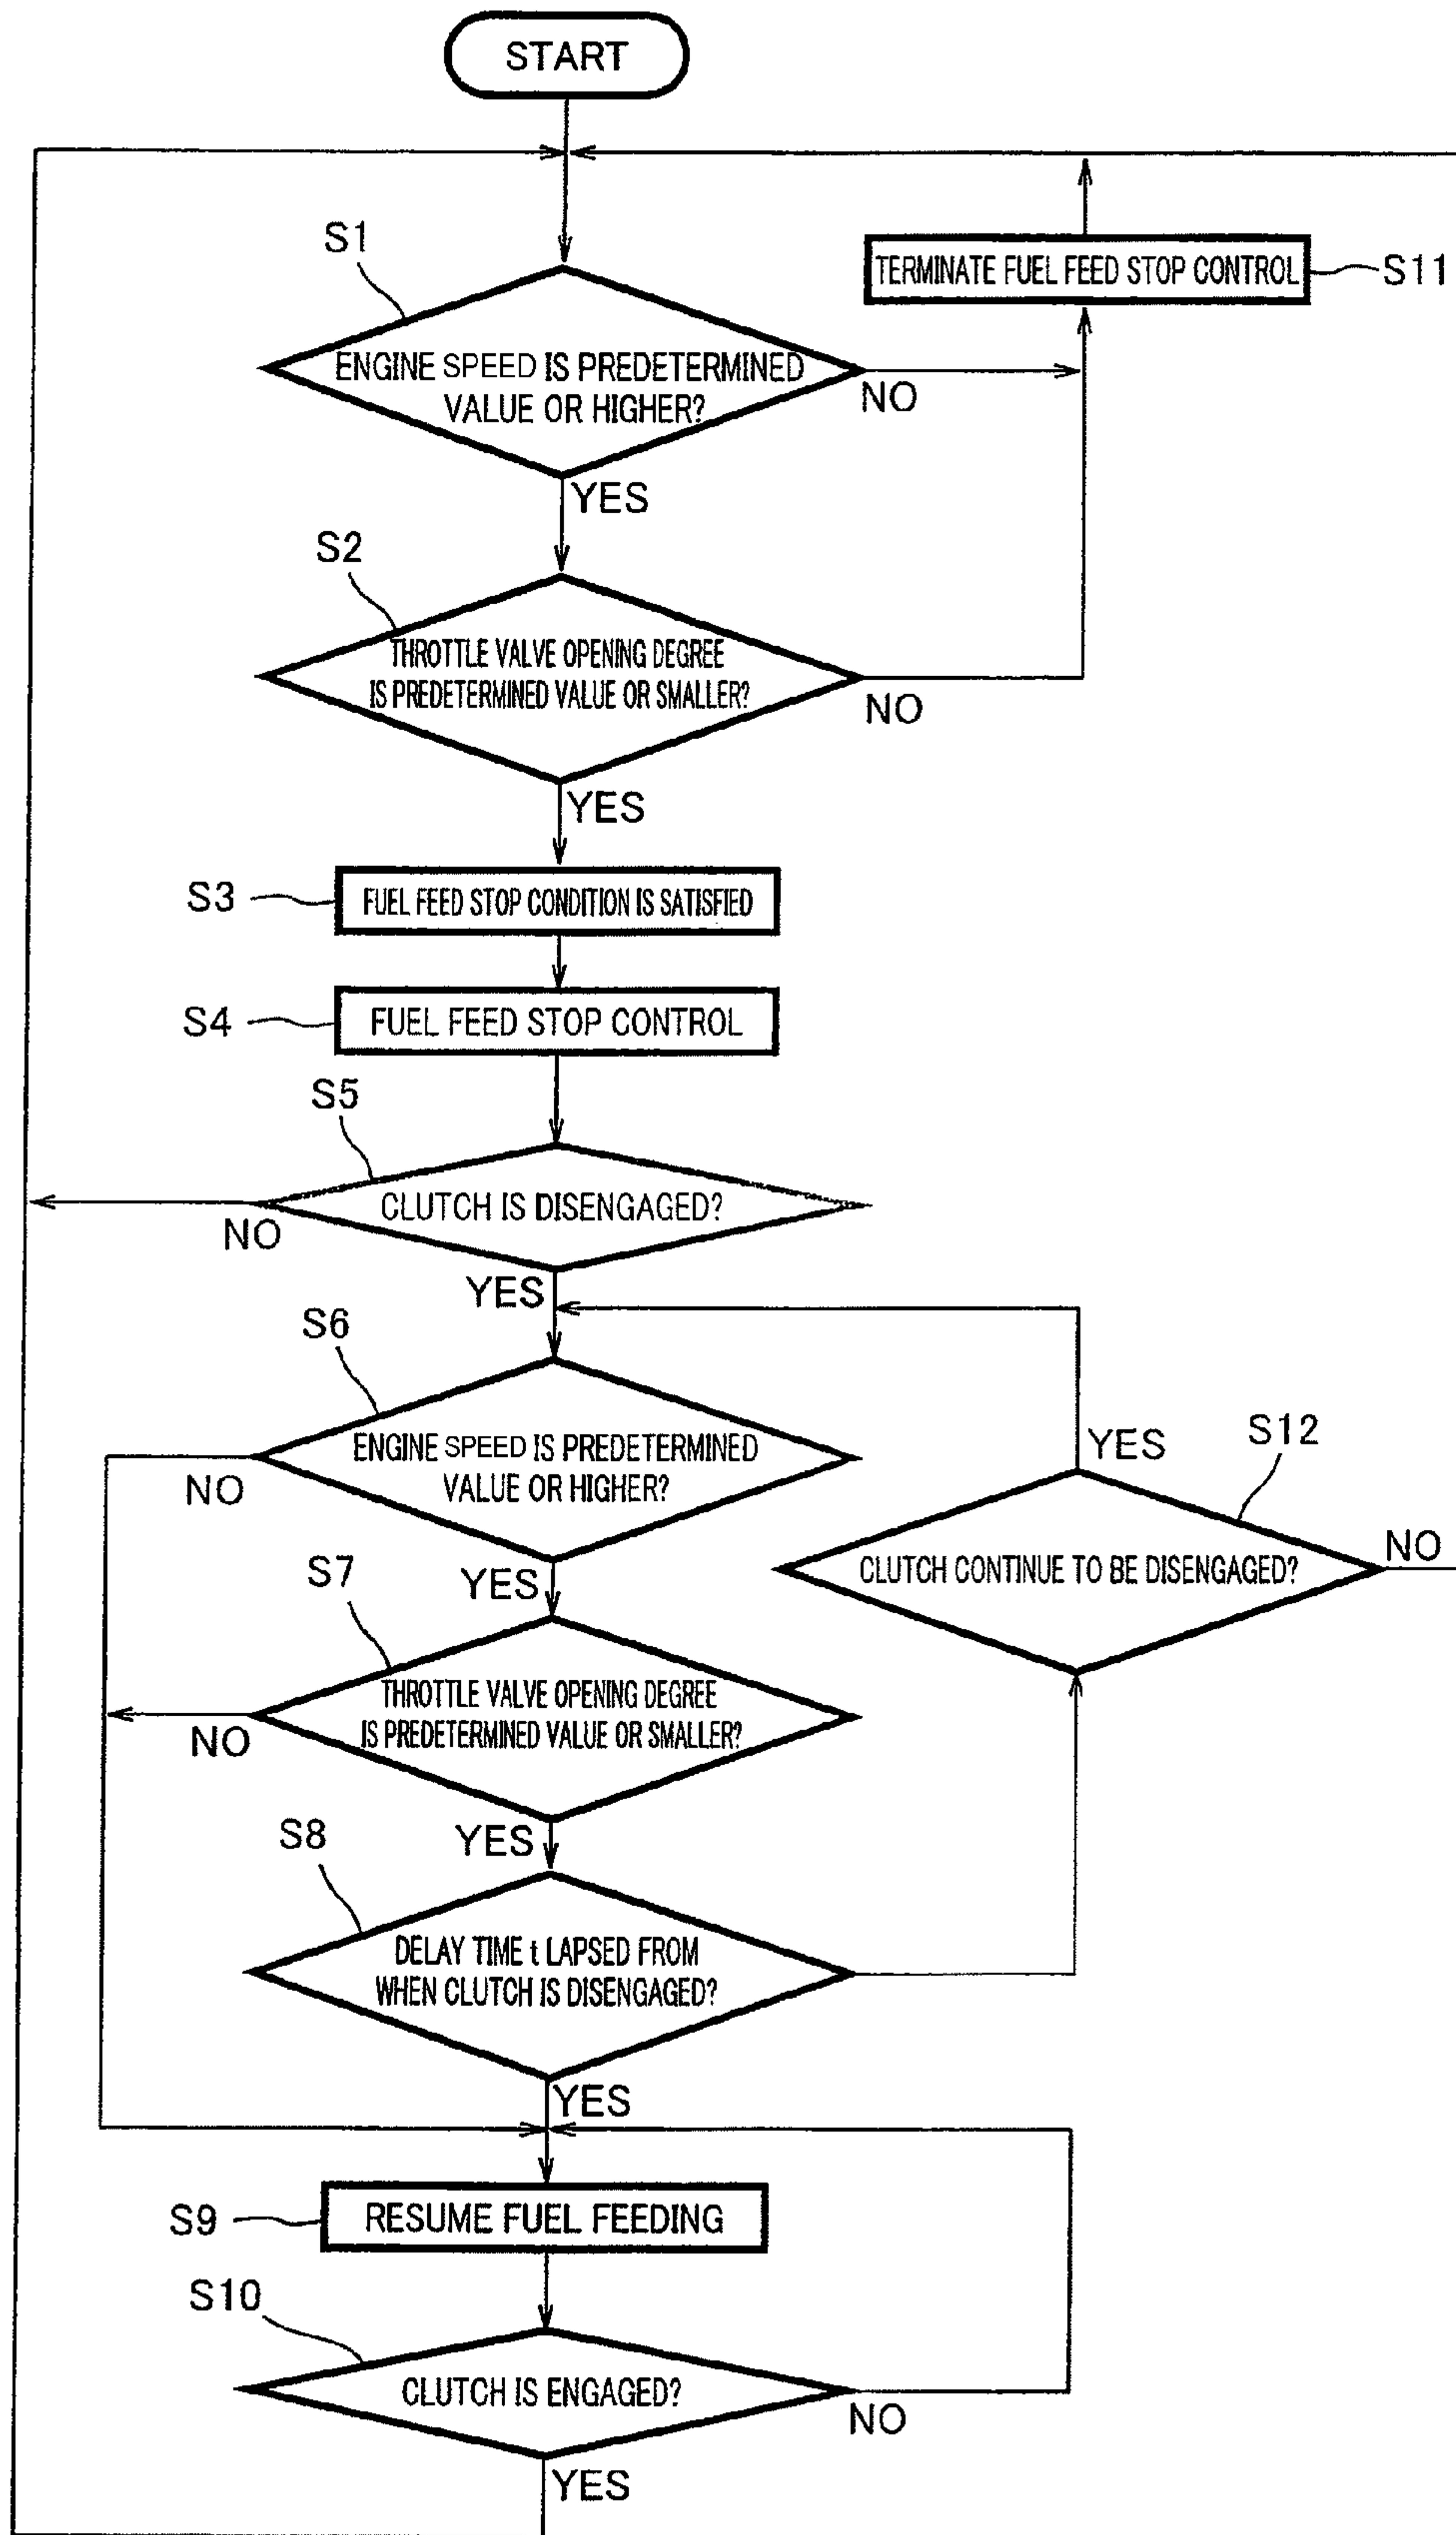 START
S1
TERMINATE FUEL FEED STOP CONTROL
S11
ENGINE SPEED IS PREDETERMINED
VALUE OR HIGHER?
NO
YES
S2
THROTTLE VALVE OPENING DEGREE
IS PREDETERMINED VALUE OR SMALLER?
NO
YES
S3
FUEL FEED STOP CONDITION IS SATISFIED
S4
FUEL FEED STOP CONTROL
S5
CLUTCH IS DISENGAGED?
NO
YES
S6
ENGINE SPEED IS PREDETERMINED
VALUE OR HIGHER?
NO
YES
S12
YES
CLUTCH CONTINUE TO BE DISENGAGED?
NO
S7
THROTTLE VALVE OPENING DEGREE
IS PREDETERMINED VALUE OR SMALLER?
NO
YES
S8
DELAY TIME t LAPSED FROM
WHEN CLUTCH IS DISENGAGED?
YES
S9
RESUME FUEL FEEDING
S10
CLUTCH IS ENGAGED?
NO
YES